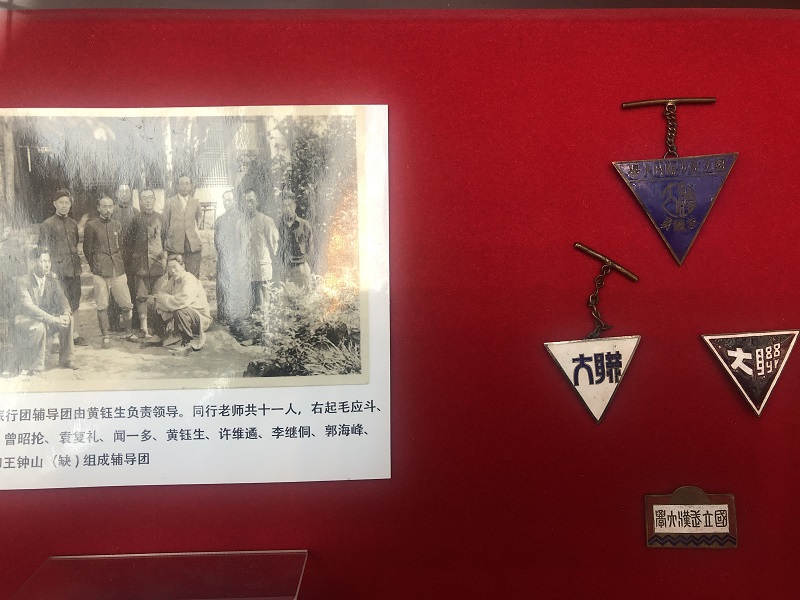 旅行团辅导团由黄钰生负责领导。同行老师共十一人，右起毛应斗、
曾昭抡、袁复礼、闻一多、黄钰生、许维遹、李继侗、郭海峰、
王钟山（缺）组成辅导团
大聯
大聯
國立武漢大學